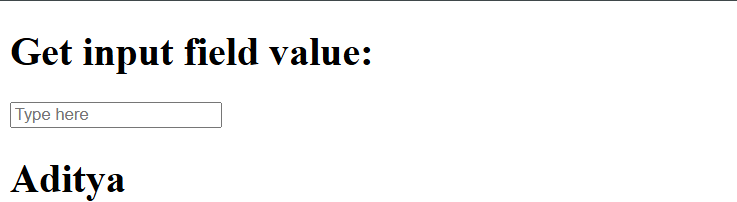 Get input field value:
Type here
Aditya